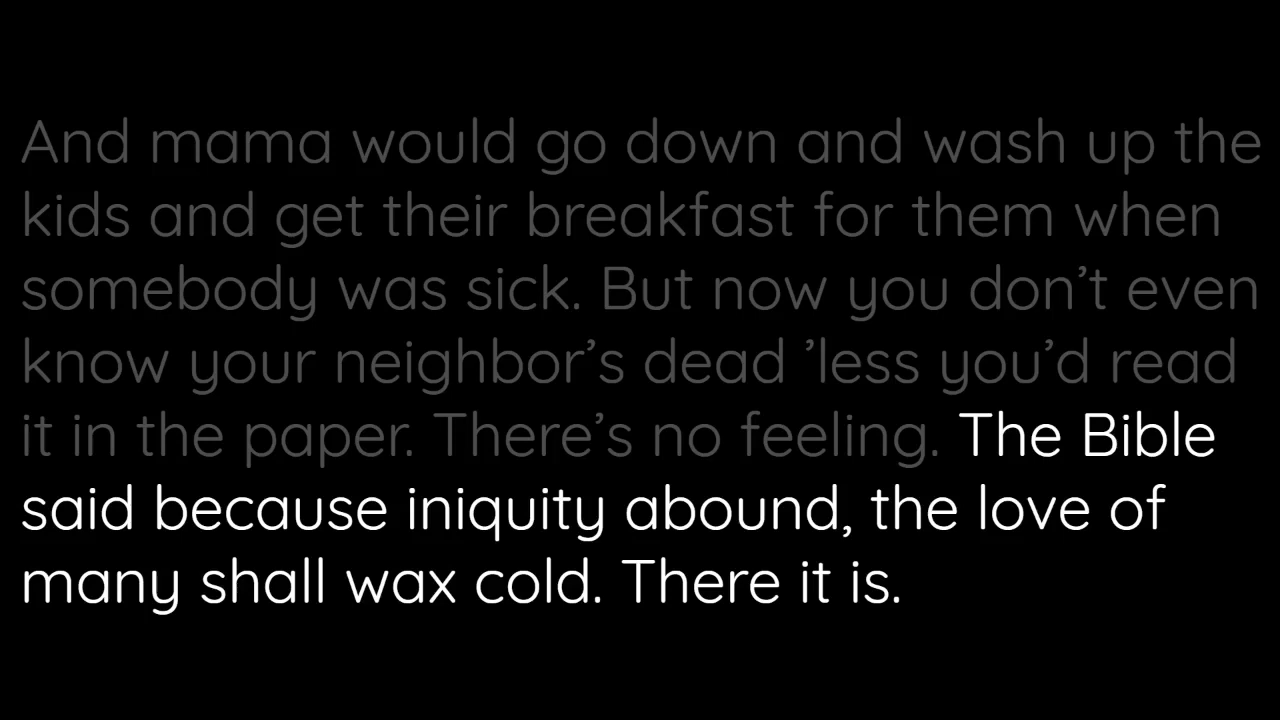 And mama would go down and wash up the
kids and get their breakfast for them when
somebody was sick. But now you don’t even
know your neighbor’s dead ’less you’d read
it in the paper. There’s no feeling. The Bible
said because iniquity abound, the love of
many shall wax cold. There it is.